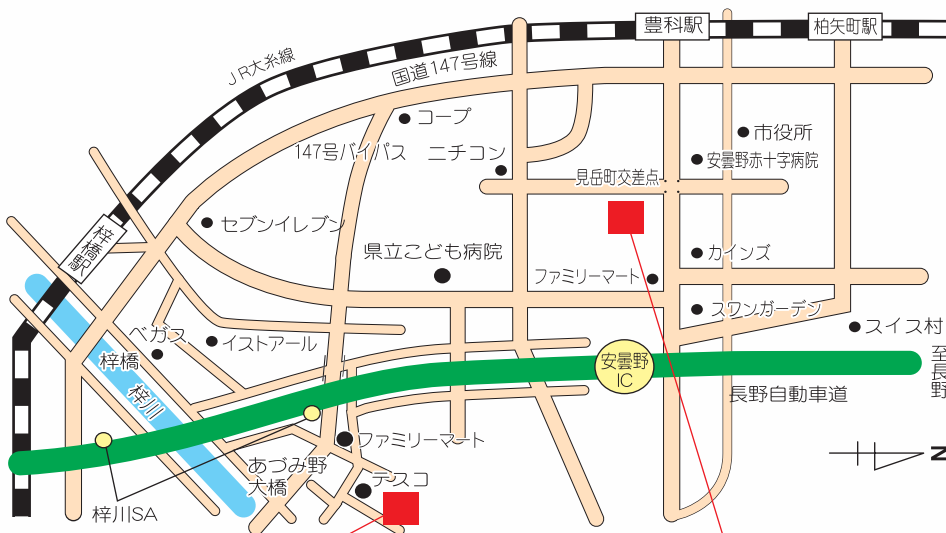 豊科駅
柏矢町駅
JR大糸線
国道147号線
コープ
市役所
147号バイパス
ニチコン
安曇野赤十字病院
見岳町交差点
セブンイレブン
梓橋駅
県立こども病院
カインズ
ファミリーマート
スワンガーデン
スイス村
ベガス
イストアール
安曇野
IC
至長野
梓橋
長野自動車道
梓川
ファミリーマート
N
あづみ野
大橋
デスコ
梓川SA